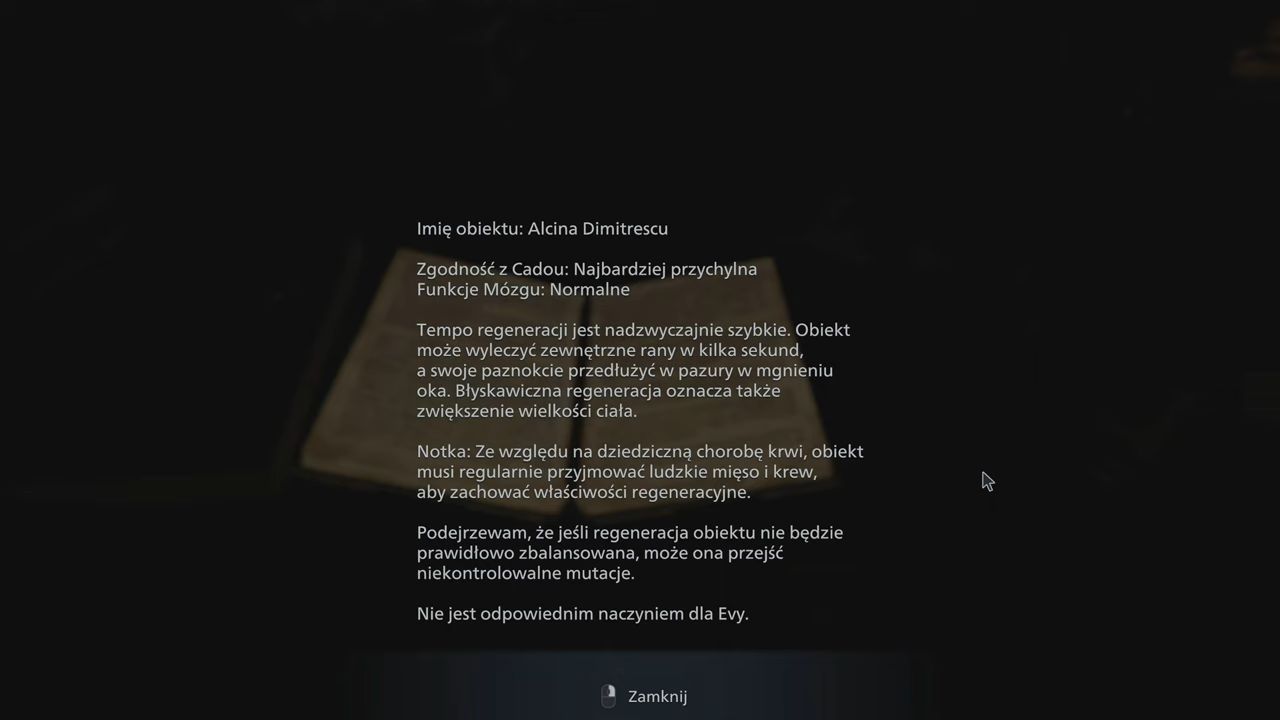 Imię obiektu: Alcina Dimitrescu
Zgodność z Cadou: Najbardziej przychylna
Funkcje Mózgu: Normalne
Tempo regeneracji jest nadzwyczajnie szybkie. Obiekt
może wyleczyć zewnętrzne rany w kilka sekund,
a swoje paznokcie przedłużyć w pazury w mgnieniu
oka. Błyskawiczna regeneracja oznacza także
zwiększenie wielkości ciała.
Notka: Ze względu na dziedziczną chorobę krwi, obiekt
musi regularnie przyjmować ludzkie mięso i krew,
aby zachować właściwości regeneracyjne.
Podejrzewam, że jeśli regeneracja obiektu nie będzie
prawidłowo zbalansowana, może ona przejść
niekontrolowalne mutacje.
Nie jest odpowiednim naczyniem dla Evy.
Zamknij